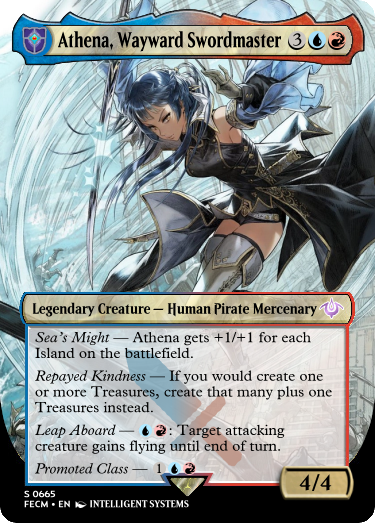 Athena, Wayward Swordmaster 3
Legendary Creature — Human Pirate Mercenary
Sea's Might — Athena gets +1/+1 for each
Island on the battlefield.
Repayed Kindness — If you would create one
or more Treasures, create that many plus one
Treasures instead.
Leap Aboard — : Target attacking
creature gains flying until end of turn.
Promoted Class — 1
4/4
S 0665
FECM • EN INTELLIGENT SYSTEMS